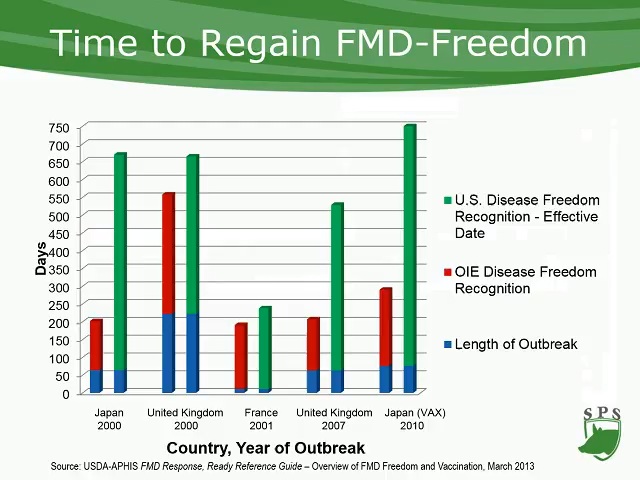 Time to Regain FMD-Freedom
750
700
650
600
550
500
450
400
350
300
250
200
150
100
50
0
Days
Japan
2000
United Kingdom
2000
France
2001
United Kingdom
2007
Japan (VAX)
2010
Country, Year of Outbreak
U.S. Disease Freedom
Recognition - Effective
Date
OIE Disease Freedom
Recognition
Length of Outbreak
SPS
Source: USDA-APHIS FMD Response, Ready Reference Guide – Overview of FMD Freedom and Vaccination, March 2013